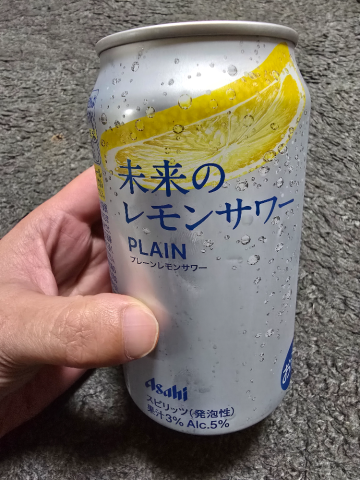 未来の
レモンサワー
PLAIN
プレーンレモンサワー
Asahi
スピリッツ(発泡性)
果汁3% Alc.5%
お